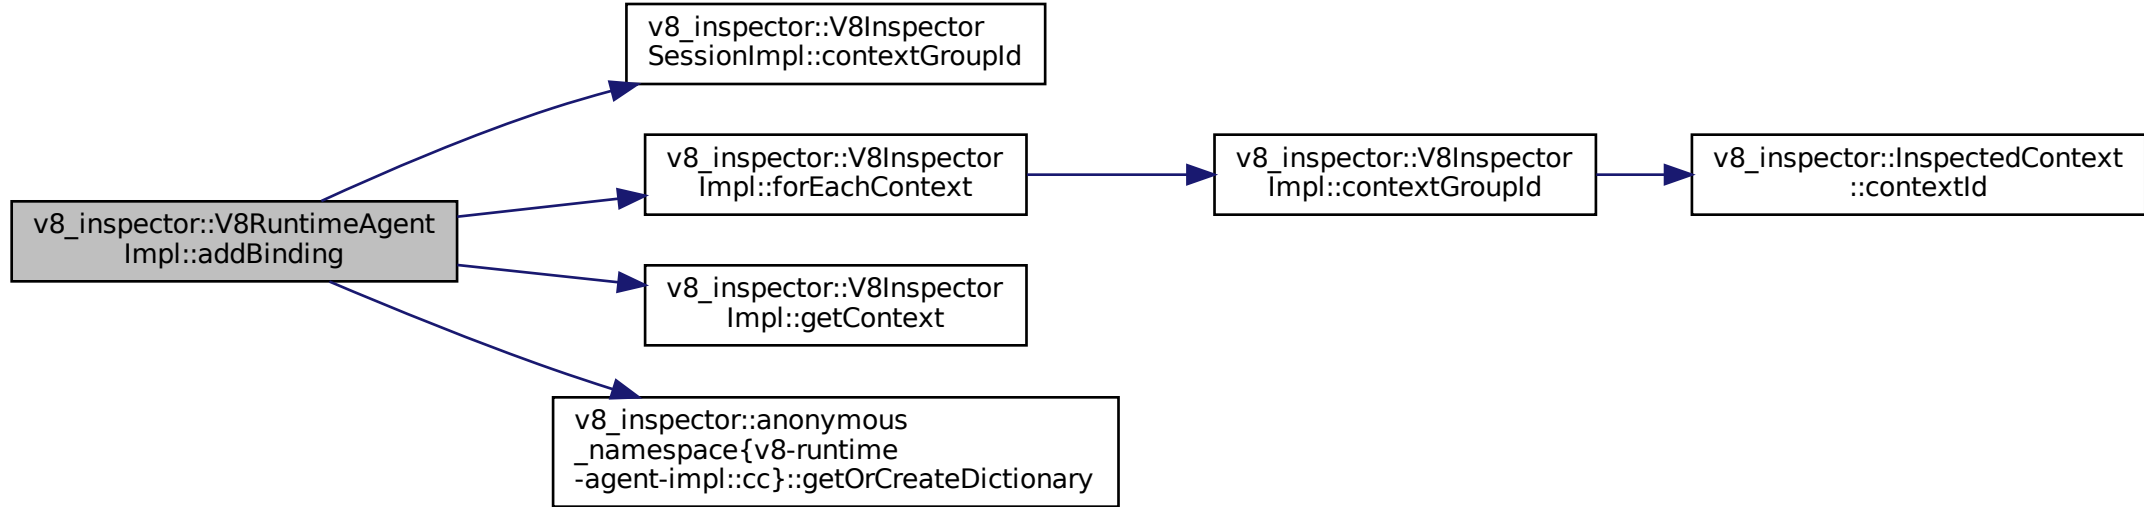 v8_inspector::V8Inspector
SessionImpl::contextGroupId
v8_inspector::V8Inspector
Impl::forEachContext
v8_inspector::V8Inspector
Impl::contextGroupId
v8_inspector::InspectedContext
::contextId
v8_inspector::V8RuntimeAgent
Impl::addBinding
v8_inspector::V8Inspector
Impl::getContext
v8_inspector::anonymous
_namespace{v8-runtime
-agent-impl::cc}::getOrCreateDictionary